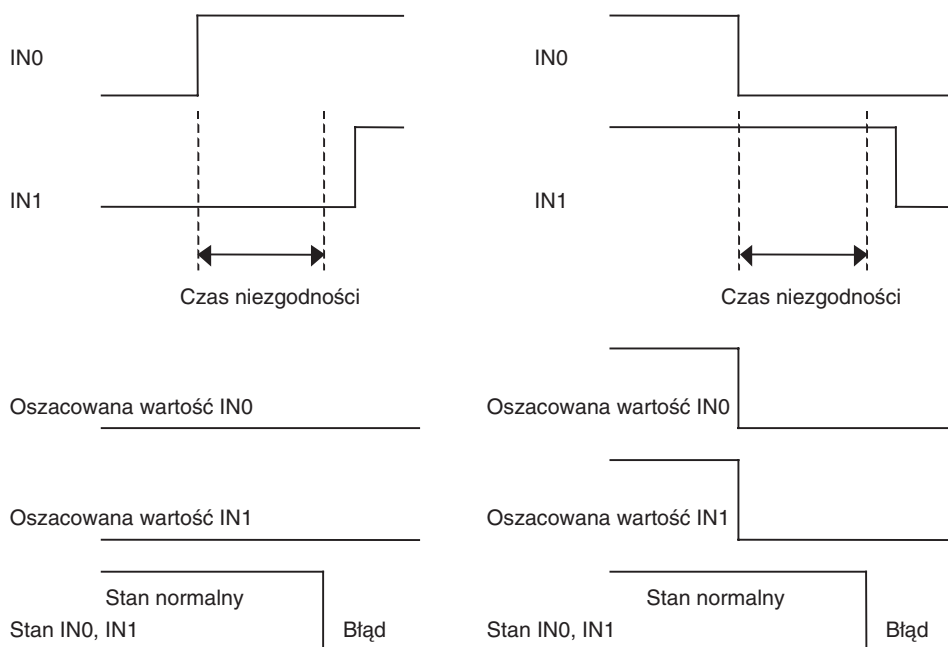 IN0
IN0
IN1
IN1
Czas niezgodności
Czas niezgodności
Oszacowana wartość IN0
Oszacowana wartość IN0
Oszacowana wartość IN1
Oszacowana wartość IN1
Stan normalny
Stan normalny
Stan IN0, IN1
Błąd
Stan IN0, IN1
Błąd